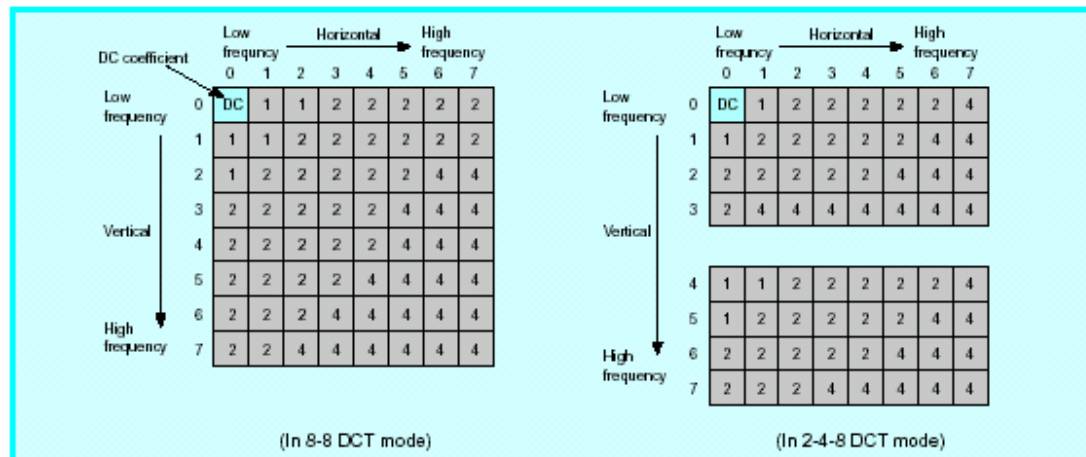 Low
frequncy
Horizontal
High
frequency
DC coefficient
0 1 2 3 4 5 6 7
Low
frequency
Vertical
High
frequency
0 DC 1 1 2 2 2 2 2
1 1 1 2 2 2 2 2 2
2 1 2 2 2 2 2 4 4
3 2 2 2 2 2 4 4 4
4 2 2 2 2 2 4 4 4
5 2 2 2 2 4 4 4 4
6 2 2 2 4 4 4 4 4
7 2 2 4 4 4 4 4 4
(In 8-8 DCT mode)
Low
frequncy
Horizontal
High
frequency
0 1 2 3 4 5 6 7
Low
frequency
Vertical
High
frequency
0 DC 1 2 2 2 2 2 4
1 1 2 2 2 2 2 4 4
2 2 2 2 2 2 4 4 4
3 2 4 4 4 4 4 4 4
4 1 1 2 2 2 2 2 4
5 1 2 2 2 2 2 4 4
6 2 2 2 2 2 4 4 4
7 2 2 2 4 4 4 4 4
(In 2-4-8 DCT mode)